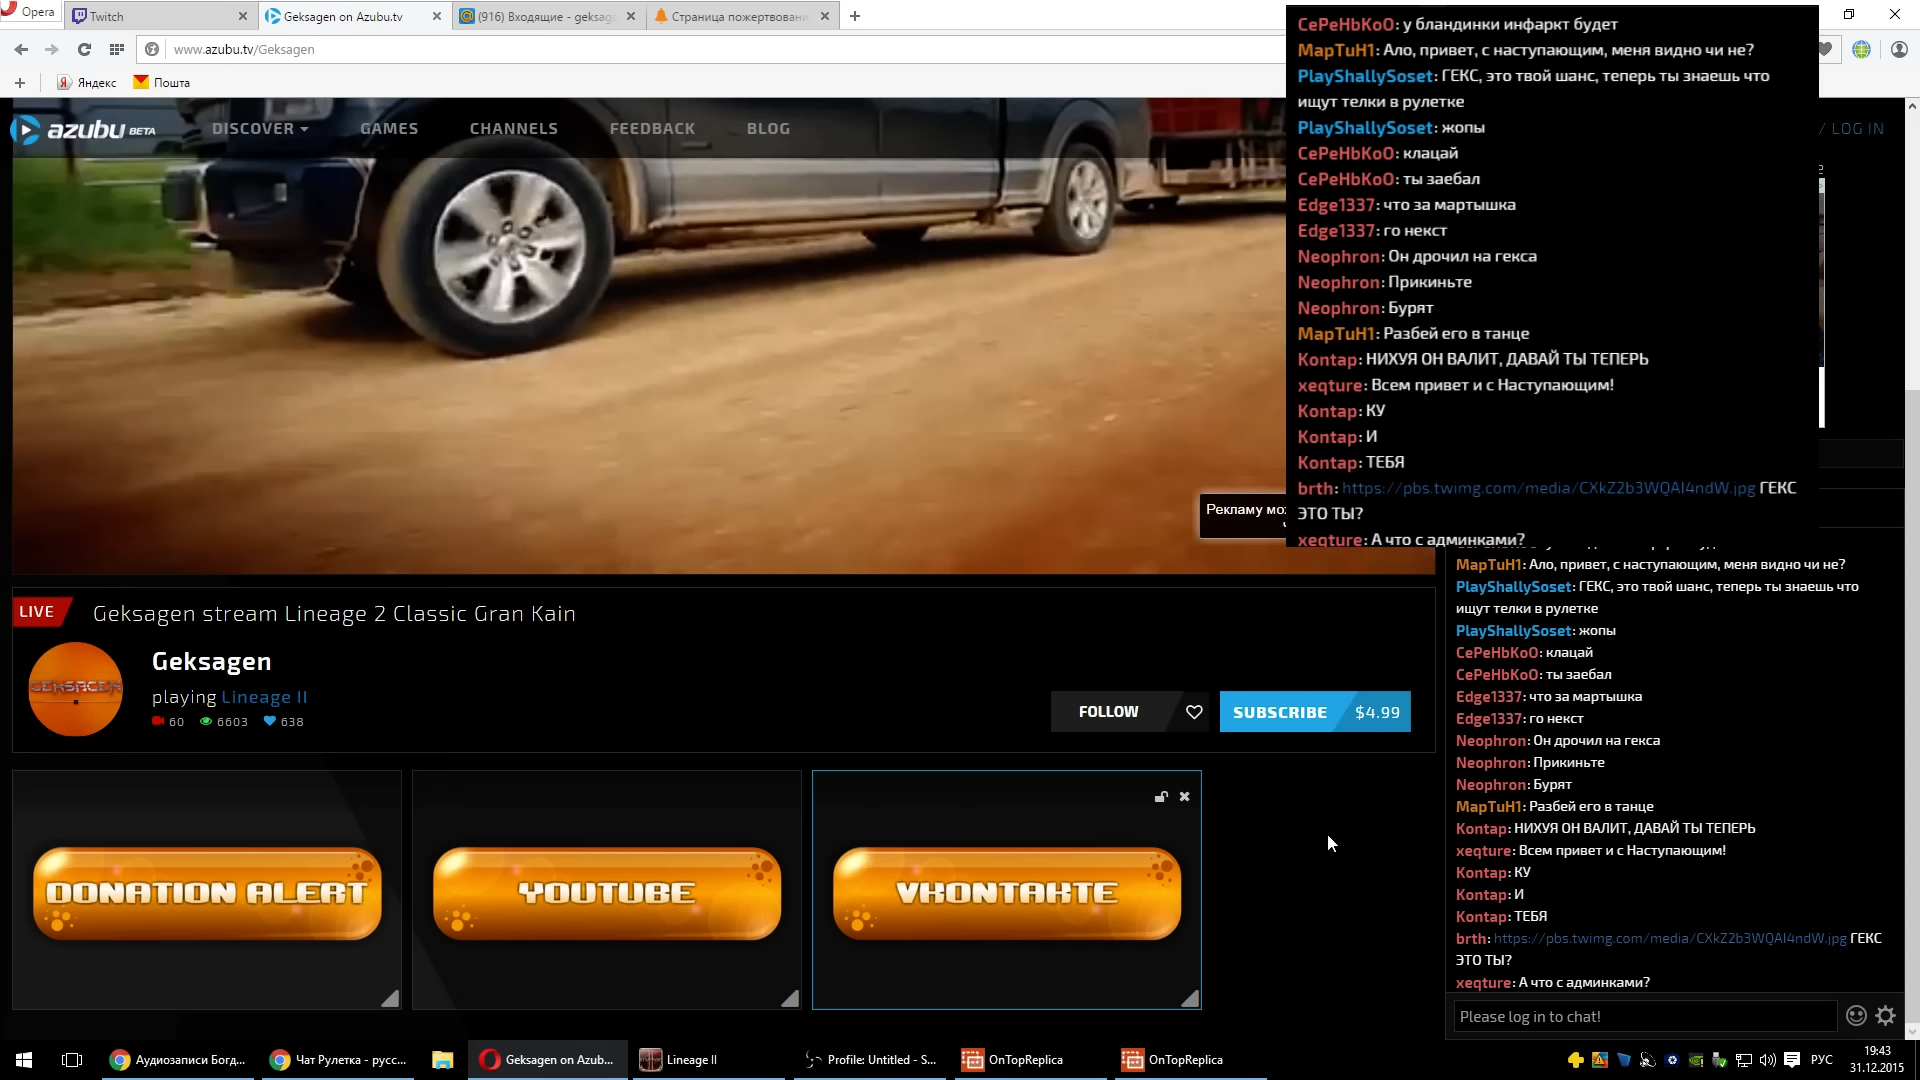 Opera
Twitch
Geksagen on Azubu.tv
(916) Входящие - geksag
Страница пожертвован
www.azubu.tv/Geksagen
Яндекс
Пошта
azubu BETA
DISCOVER
GAMES
CHANNELS
FEEDBACK
BLOG
/ LOG IN
CePeHbKoO: у бландинки инфаркт будет
MapTuH1: Ало, привет, с наступающим, меня видно чи не?
PlayShallySoset: ГЕКС, это твой шанс, теперь ты знаешь что
ищут телки в рулетке
PlayShallySoset: жопы
CePeHbKoO: клацай
CePeHbKoO: ты заебал
Edge1337: что за мартышка
Edge1337: го некст
Neophron: Он дрочил на гекса
Neophron: Прикиньте
Neophron: Бурят
MapTuH1: Разбей его в танце
Kontap: НИХУЯ ОН ВАЛИТ, ДАВАЙ ТЫ ТЕПЕРЬ
xeqture: Всем привет и с Наступающим!
Kontap: КУ
Kontap: И
Kontap: ТЕБЯ
brth: https://pbs.twimg.com/media/CXkZ2b3WQAI4ndW.jpg ГЕКС
ЭТО ТЫ?
xeqture: А что с админками?
Рекламу
LIVE
Geksagen stream Lineage 2 Classic Gran Kain
Geksagen
playing Lineage II
60 6603 638
FOLLOW
SUBSCRIBE $4.99
DONATION ALERT
YOUTUBE
VKONTAKTE
MapTuH1: Ало, привет, с наступающим, меня видно чи не?
PlayShallySoset: ГЕКС, это твой шанс, теперь ты знаешь что
ищут телки в рулетке
PlayShallySoset: жопы
CePeHbKoO: клацай
CePeHbKoO: ты заебал
Edge1337: что за мартышка
Edge1337: го некст
Neophron: Он дрочил на гекса
Neophron: Прикиньте
Neophron: Бурят
MapTuH1: Разбей его в танце
Kontap: НИХУЯ ОН ВАЛИТ, ДАВАЙ ТЫ ТЕПЕРЬ
xeqture: Всем привет и с Наступающим!
Kontap: КУ
Kontap: И
Kontap: ТЕБЯ
brth: https://pbs.twimg.com/media/CXkZ2b3WQAI4ndW.jpg ГЕКС
ЭТО ТЫ?
xeqture: А что с админками?
Please log in to chat!
Аудиозаписи Богд...
Чат Рулетка - русс...
Geksagen on Azub...
Lineage II
Profile: Untitled - S...
OnTopReplica
OnTopReplica
РУС
19:43
31.12.2015